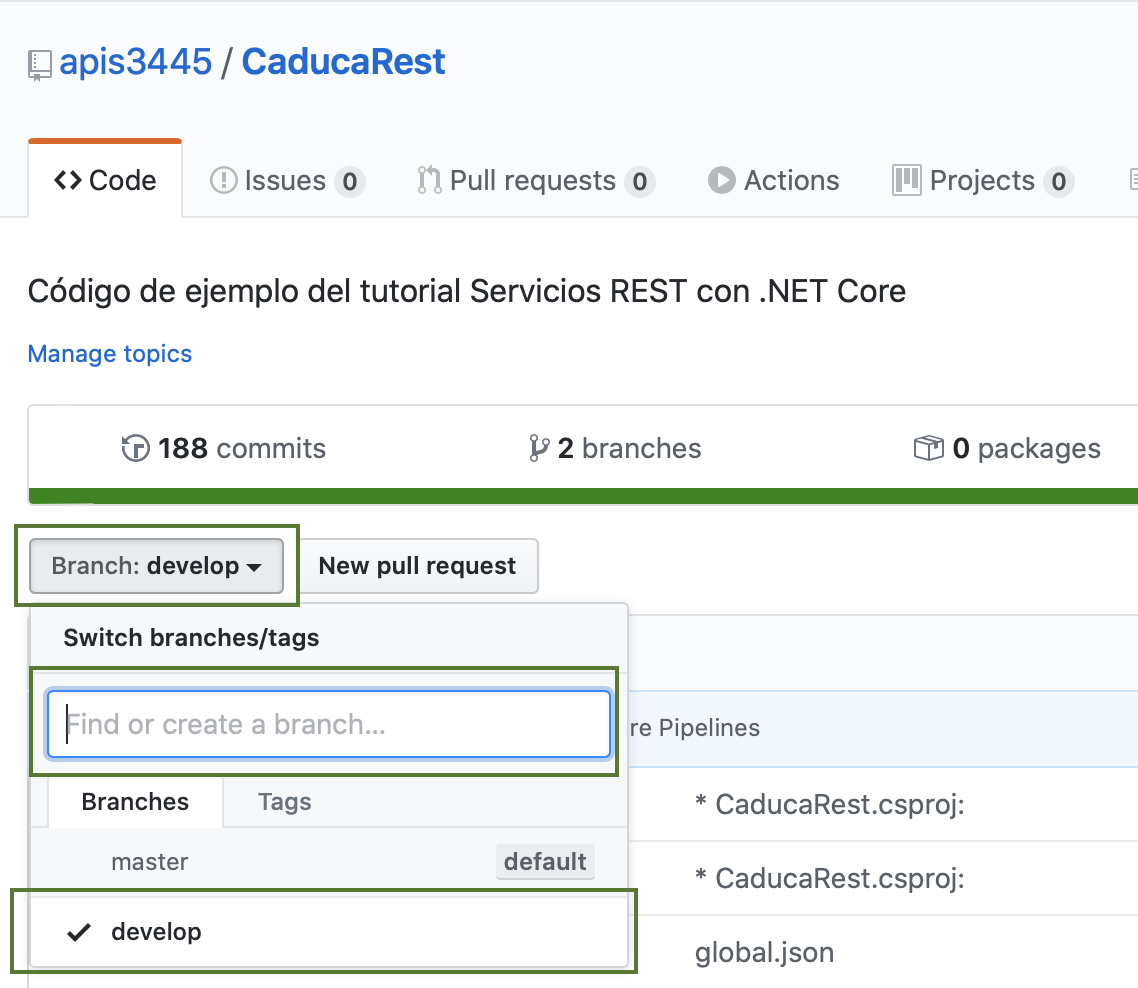 apis3445 / CaducaRest
Code Issues 0 Pull requests 0 Actions Projects 0
Código de ejemplo del tutorial Servicios REST con .NET Core
Manage topics
188 commits 2 branches 0 packages
Branch: develop New pull request
Switch branches/tags
Find or create a branch...
re Pipelines
Branches Tags
* CaducaRest.csproj:
master default
* CaducaRest.csproj:
develop
global.json